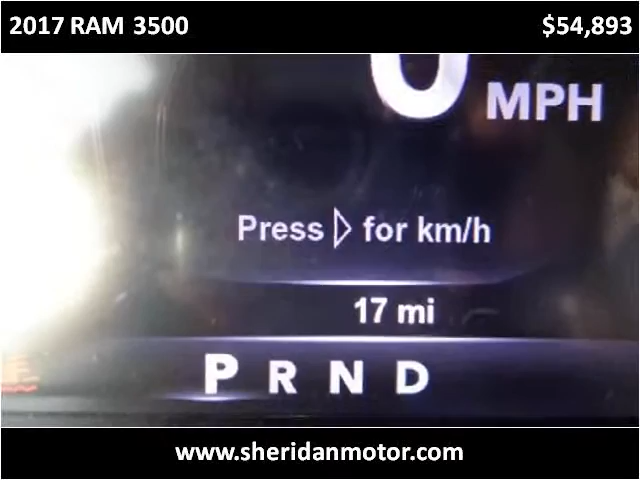 2017 RAM 3500 $54,893
MPH
Press for km/h
17 mi
P R N D
www.sheridanmotor.com